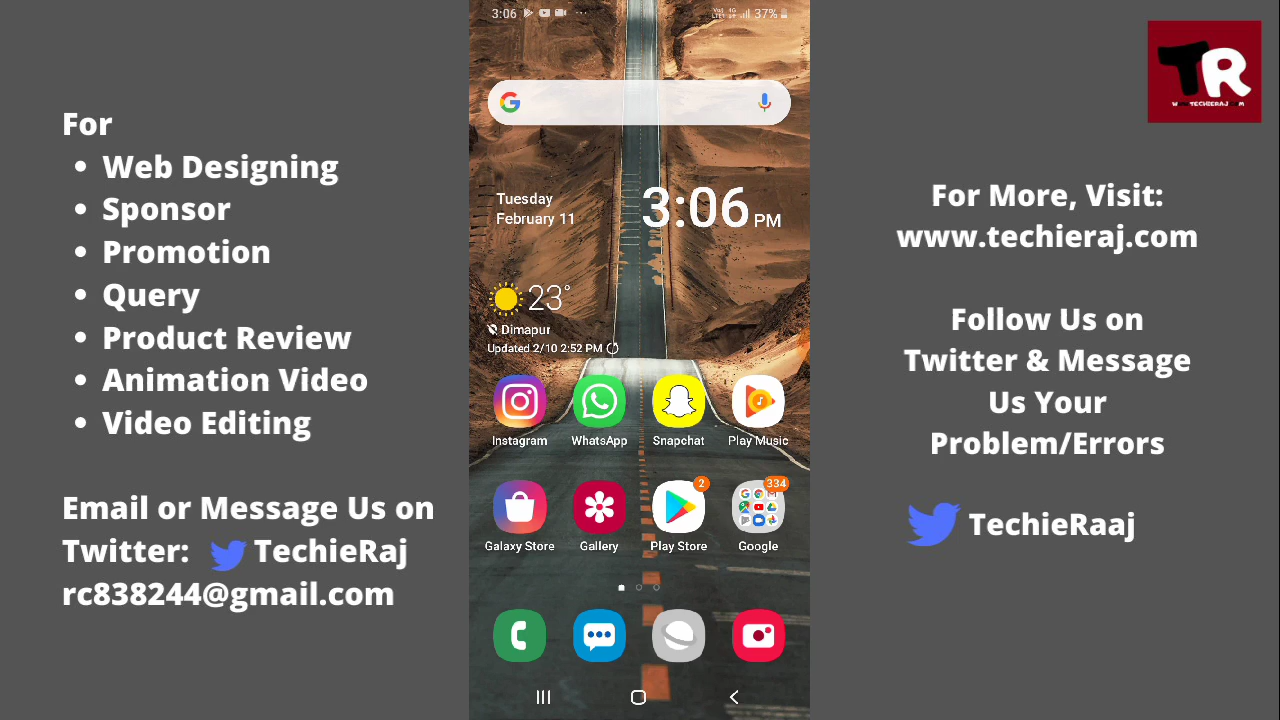 For
• Web Designing
• Sponsor
• Promotion
• Query
• Product Review
• Animation Video
• Video Editing
Email or Message Us on
Twitter: TechieRaj
rc838244@gmail.com
3:06
37%
Tuesday
February 11
3:06 PM
23°
Dimapur
Updated 2/10 2:52 PM
Instagram
WhatsApp
Snapchat
Play Music
2
334
Galaxy Store
Gallery
Play Store
Google
TR
For More, Visit:
www.techieraj.com
Follow Us on
Twitter & Message
Us Your
Problem/Errors
TechieRaaj